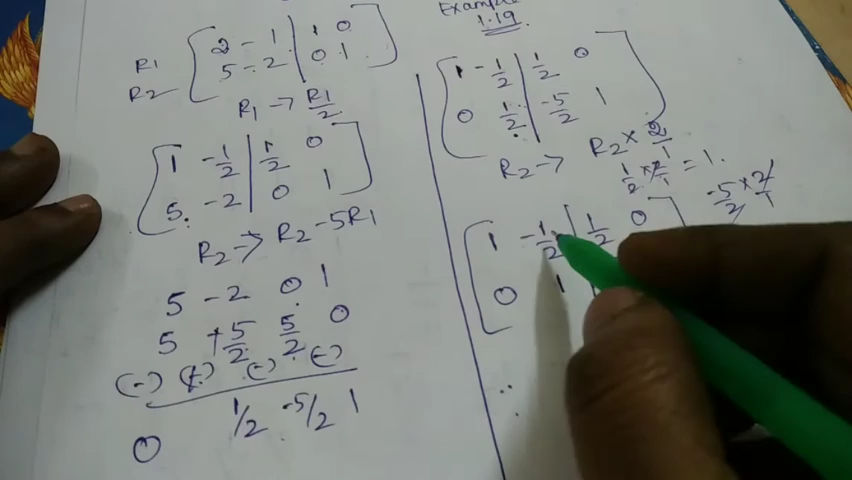 R1 [ 2 - 1 | 1 0 ]
R2 [ 5 - 2 | 0 1 ]
R1 → R1/2
[ 1 -1/2 | 1/2 0 ]
[ 5 -2 | 0 1 ]
R2 → R2 - 5R1
5 - 2 0 1
5 +5/2 5/2 0
(-) (+) (-) (-)
0 1/2 -5/2 1
Example
1.19
[ 1 -1/2 | 1/2 0 ]
[ 0 1/2 | -5/2 1 ]
R2 → R2 × 2/1
1/2 × 2/1 = 1.
-5/2 × 2/1
[ 1 -1/2 | 1/2 0 ]
[ 0 1 |
∴